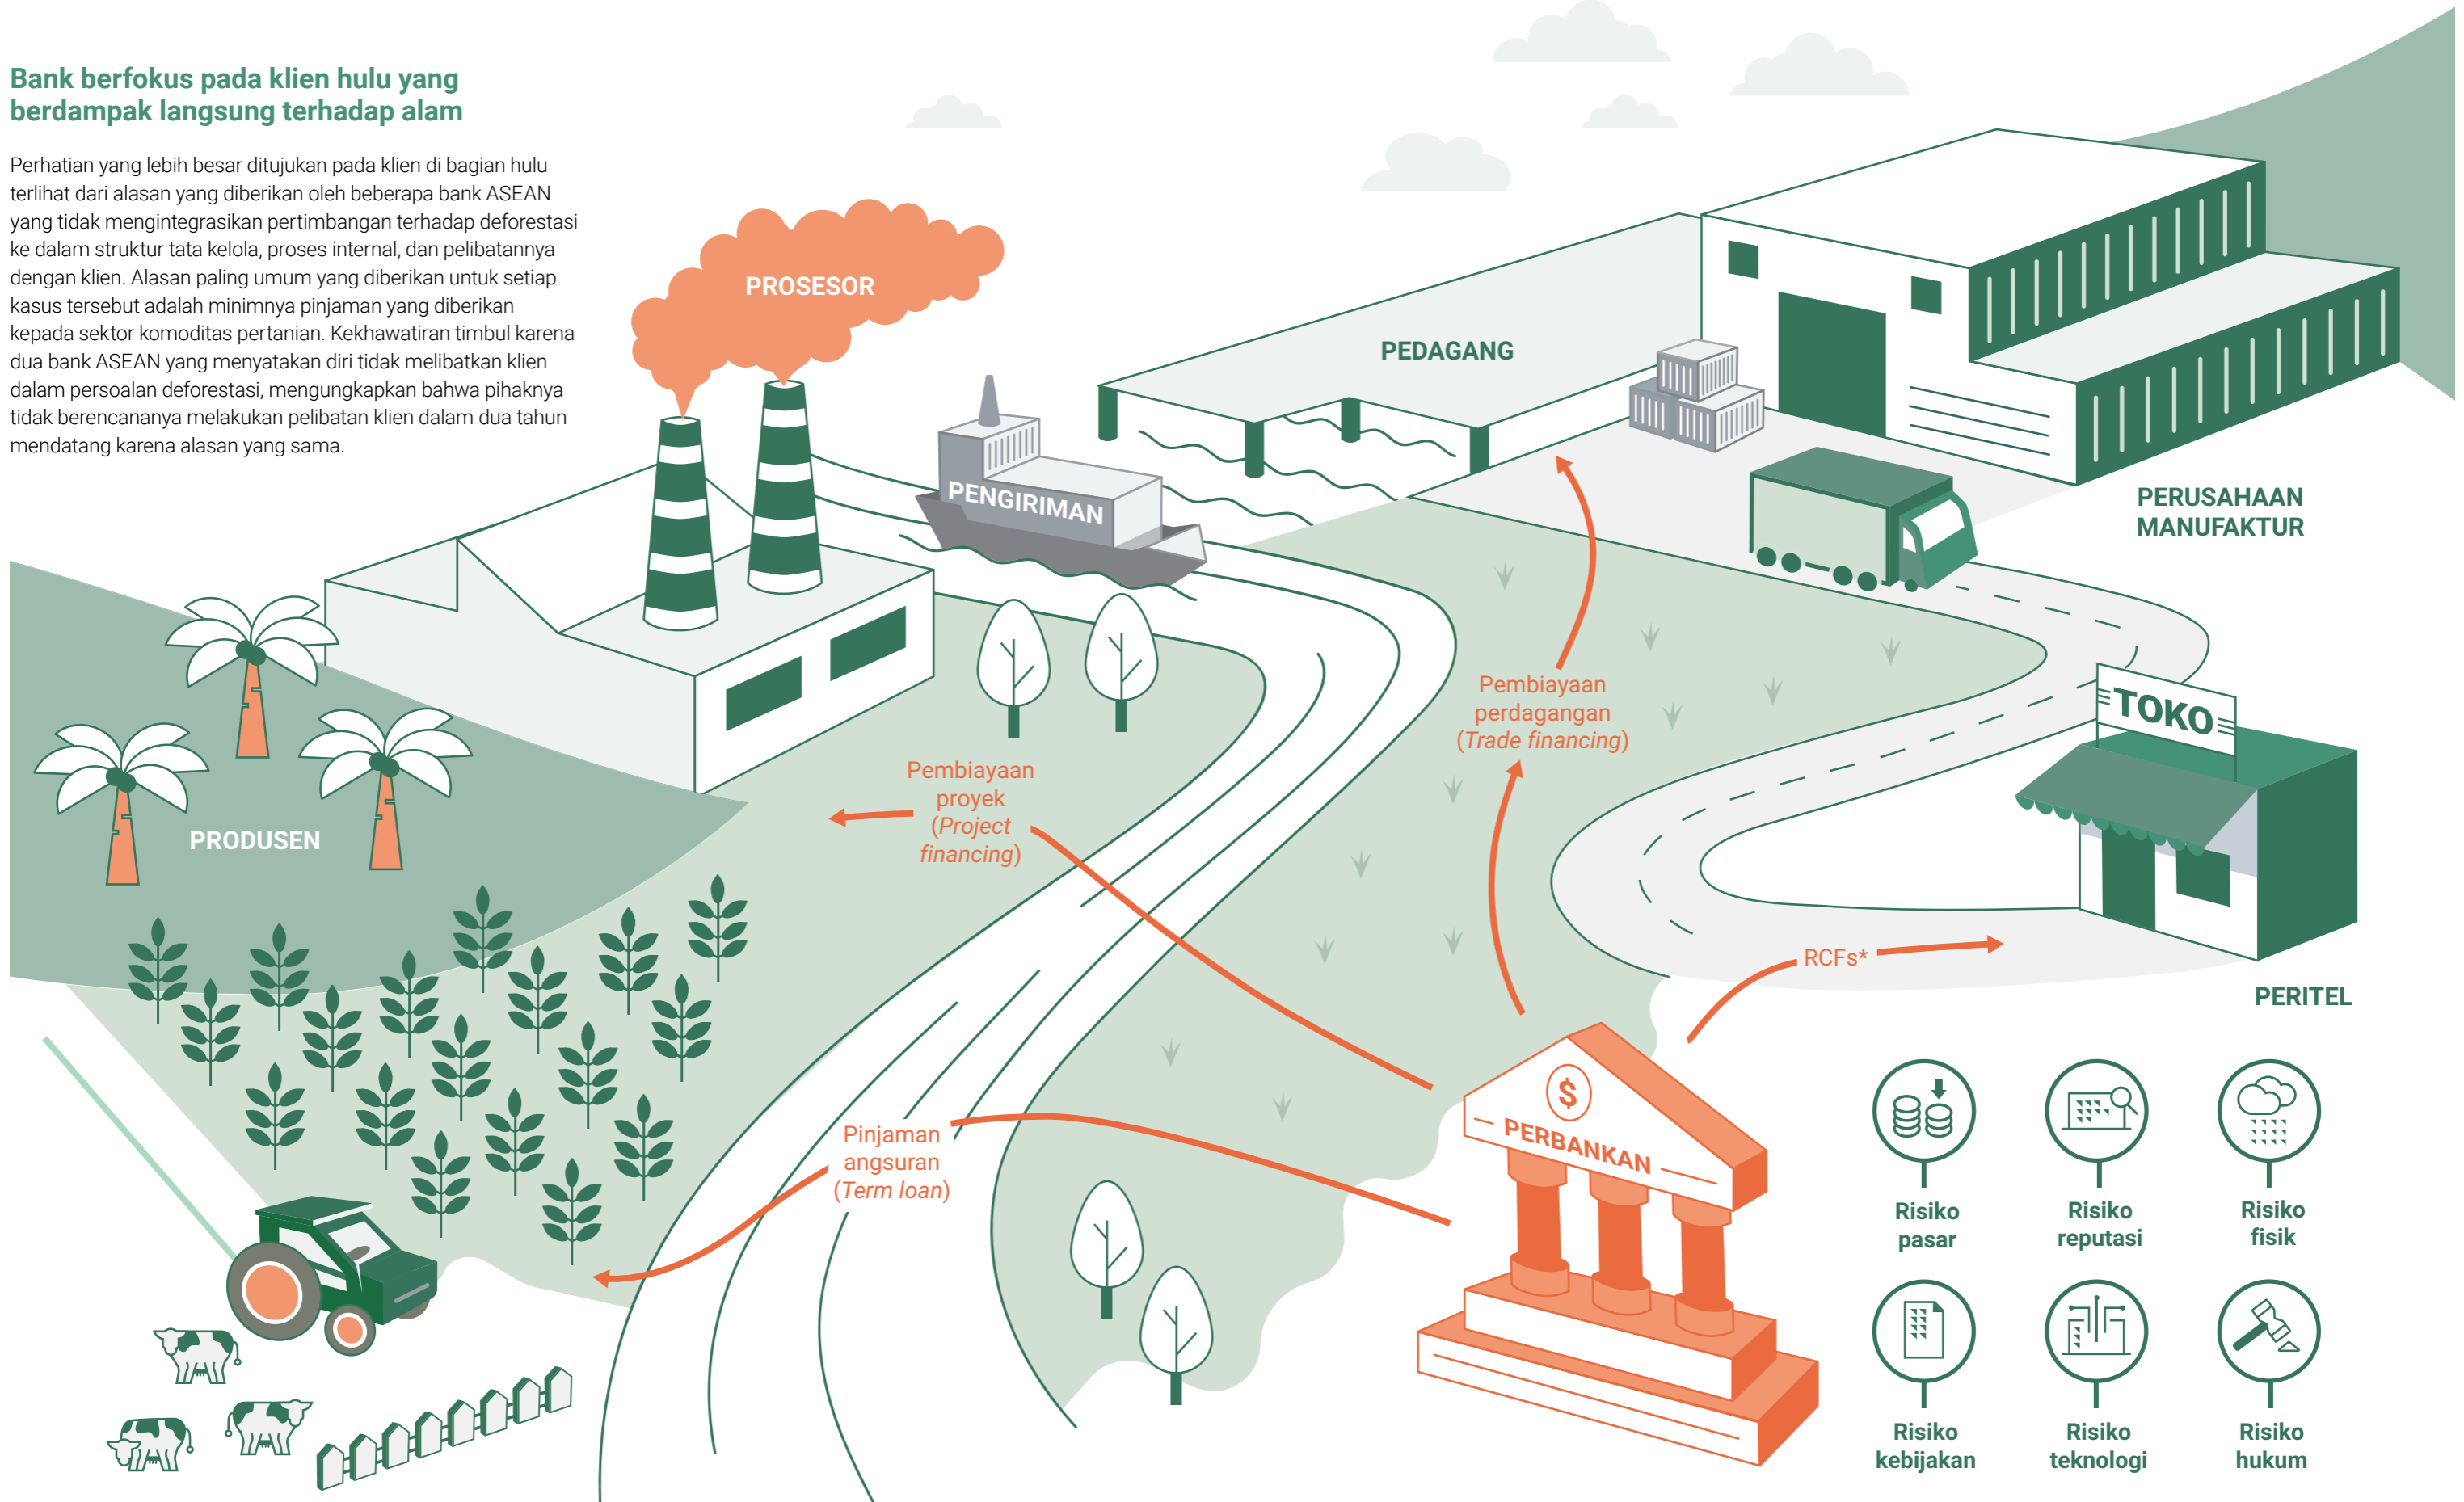 Bank berfokus pada klien hulu yang
berdampak langsung terhadap alam
Perhatian yang lebih besar ditujukan pada klien di bagian hulu
terlihat dari alasan yang diberikan oleh beberapa bank ASEAN
yang tidak mengintegrasikan pertimbangan terhadap deforestasi
ke dalam struktur tata kelola, proses internal, dan pelibatannya
dengan klien. Alasan paling umum yang diberikan untuk setiap
kasus tersebut adalah minimnya pinjaman yang diberikan
kepada sektor komoditas pertanian. Kekhawatiran timbul karena
dua bank ASEAN yang menyatakan diri tidak melibatkan klien
dalam persoalan deforestasi, mengungkapkan bahwa pihaknya
tidak berencananya melakukan pelibatan klien dalam dua tahun
mendatang karena alasan yang sama.
PROSESOR
PEDAGANG
PENGIRIMAN
PERUSAHAAN
MANUFAKTUR
Pembiayaan
perdagangan
(Trade financing)
TOKO
Pembiayaan
proyek
(Project
financing)
PRODUSEN
RCFs*
PERITEL
$
PERBANKAN
Pinjaman
angsuran
(Term loan)
Risiko
pasar
Risiko
reputasi
Risiko
fisik
Risiko
kebijakan
Risiko
teknologi
Risiko
hukum